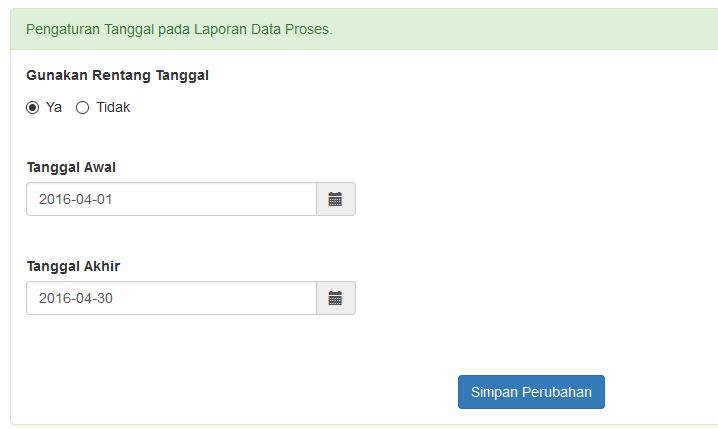 Pengaturan Tanggal pada Laporan Data Proses.
Gunakan Rentang Tanggal
Ya Tidak
Tanggal Awal
2016-04-01
Tanggal Akhir
2016-04-30
Simpan Perubahan